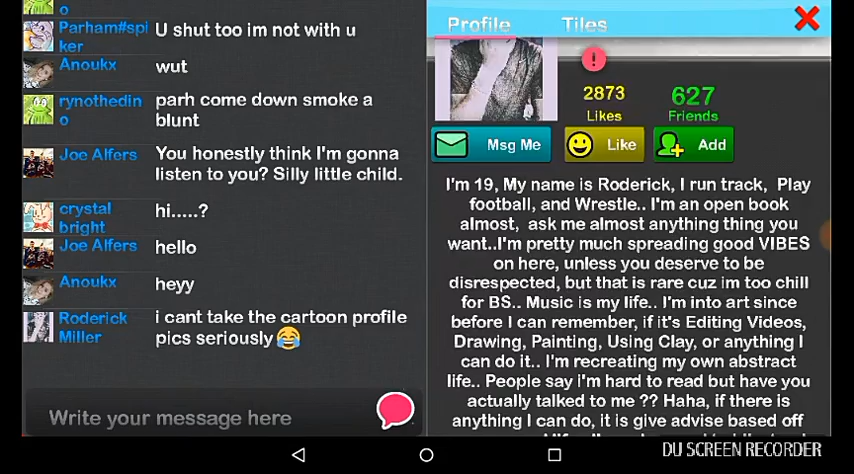 o
Parham#spi
ker
U shut too im not with u
Anoukx
wut
rynothedin
o
parh come down smoke a
blunt
Joe Alfers
You honestly think I'm gonna
listen to you? Silly little child.
crystal
bright
hi.....?
Joe Alfers
hello
Anoukx
heyy
Roderick
Miller
i cant take the cartoon profile
pics seriously😂
Write your message here
Profile
Tiles
!
2873
Likes
627
Friends
Msg Me
Like
Add
I'm 19, My name is Roderick, I run track, Play
football, and Wrestle.. I'm an open book
almost, ask me almost anything thing you
want..I'm pretty much spreading good VIBES
on here, unless you deserve to be
disrespected, but that is rare cuz im too chill
for BS.. Music is my life.. I'm into art since
before I can remember, if it's Editing Videos,
Drawing, Painting, Using Clay, or anything I
can do it.. I'm recreating my own abstract
life.. People say i'm hard to read but have you
actually talked to me ?? Haha, if there is
anything I can do, it is give advise based off
DU SCREEN RECORDER